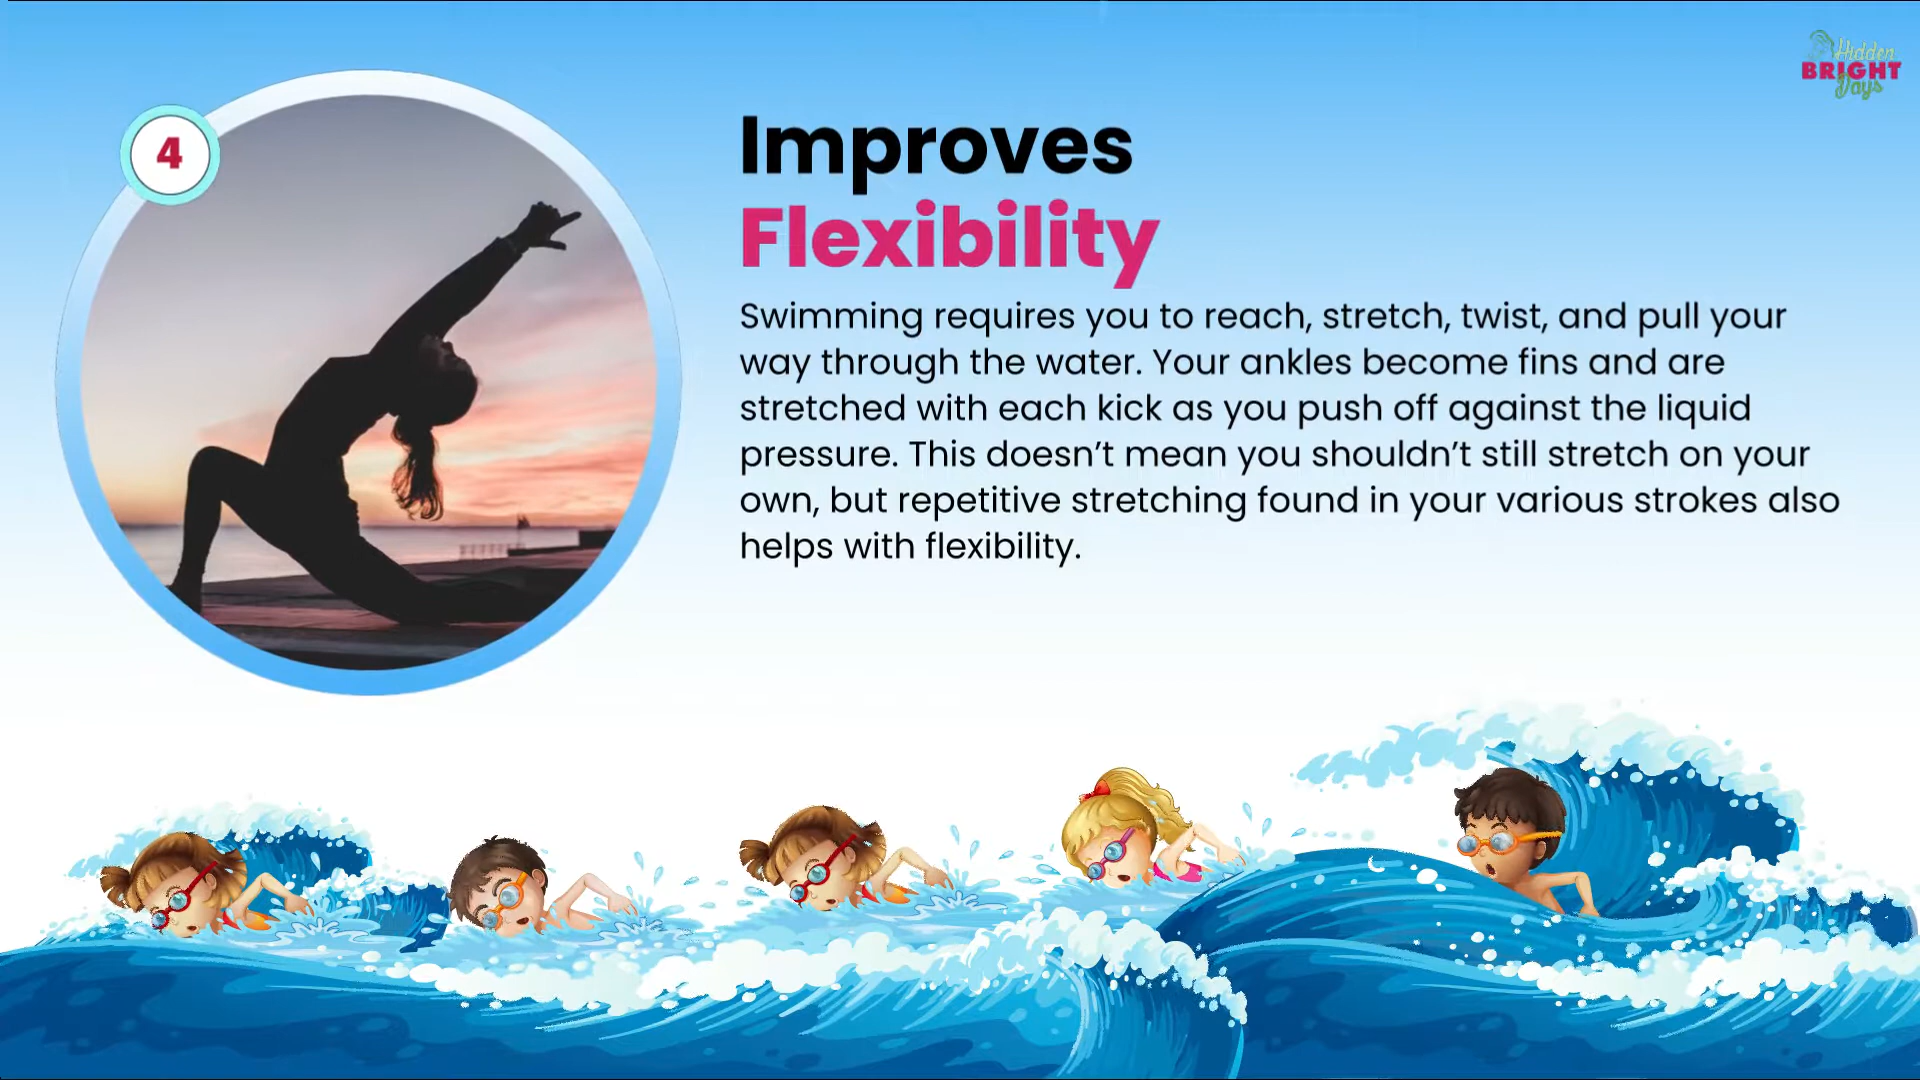 Hidden
BRIGHT
Days
4
Improves
Flexibility
Swimming requires you to reach, stretch, twist, and pull your
way through the water. Your ankles become fins and are
stretched with each kick as you push off against the liquid
pressure. This doesn’t mean you shouldn’t still stretch on your
own, but repetitive stretching found in your various strokes also
helps with flexibility.